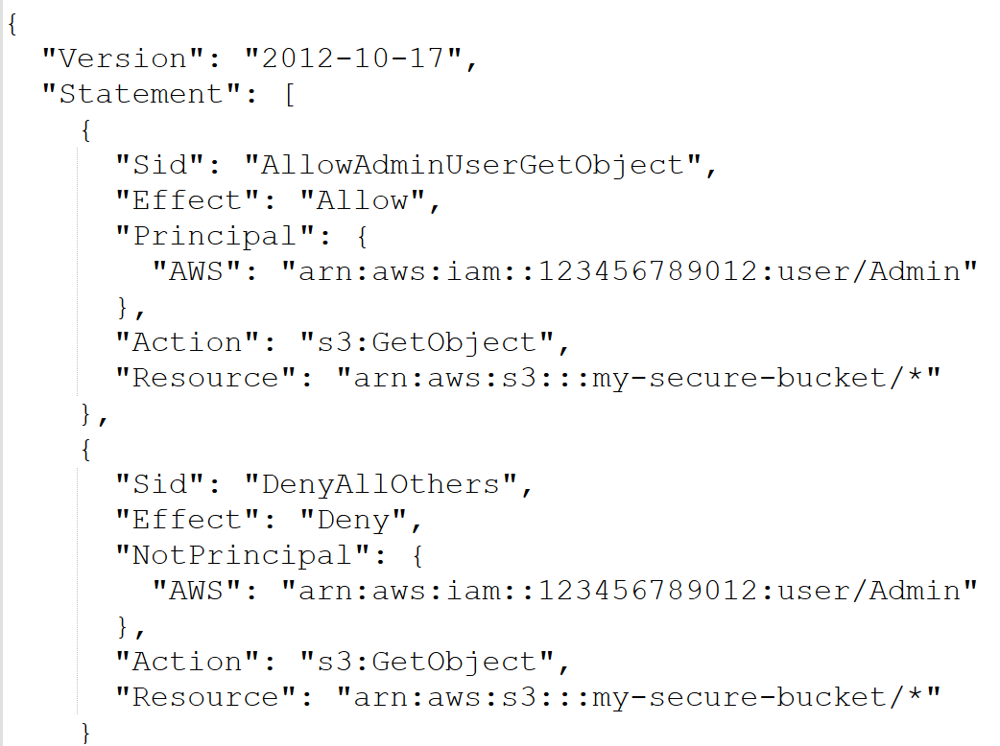 {
  "Version": "2012-10-17",
  "Statement": [
    {
      "Sid": "AllowAdminUserGetObject",
      "Effect": "Allow",
      "Principal": {
        "AWS": "arn:aws:iam::123456789012:user/Admin"
      },
      "Action": "s3:GetObject",
      "Resource": "arn:aws:s3:::my-secure-bucket/*"
    },
    {
      "Sid": "DenyAllOthers",
      "Effect": "Deny",
      "NotPrincipal": {
        "AWS": "arn:aws:iam::123456789012:user/Admin"
      },
      "Action": "s3:GetObject",
      "Resource": "arn:aws:s3:::my-secure-bucket/*"
    }